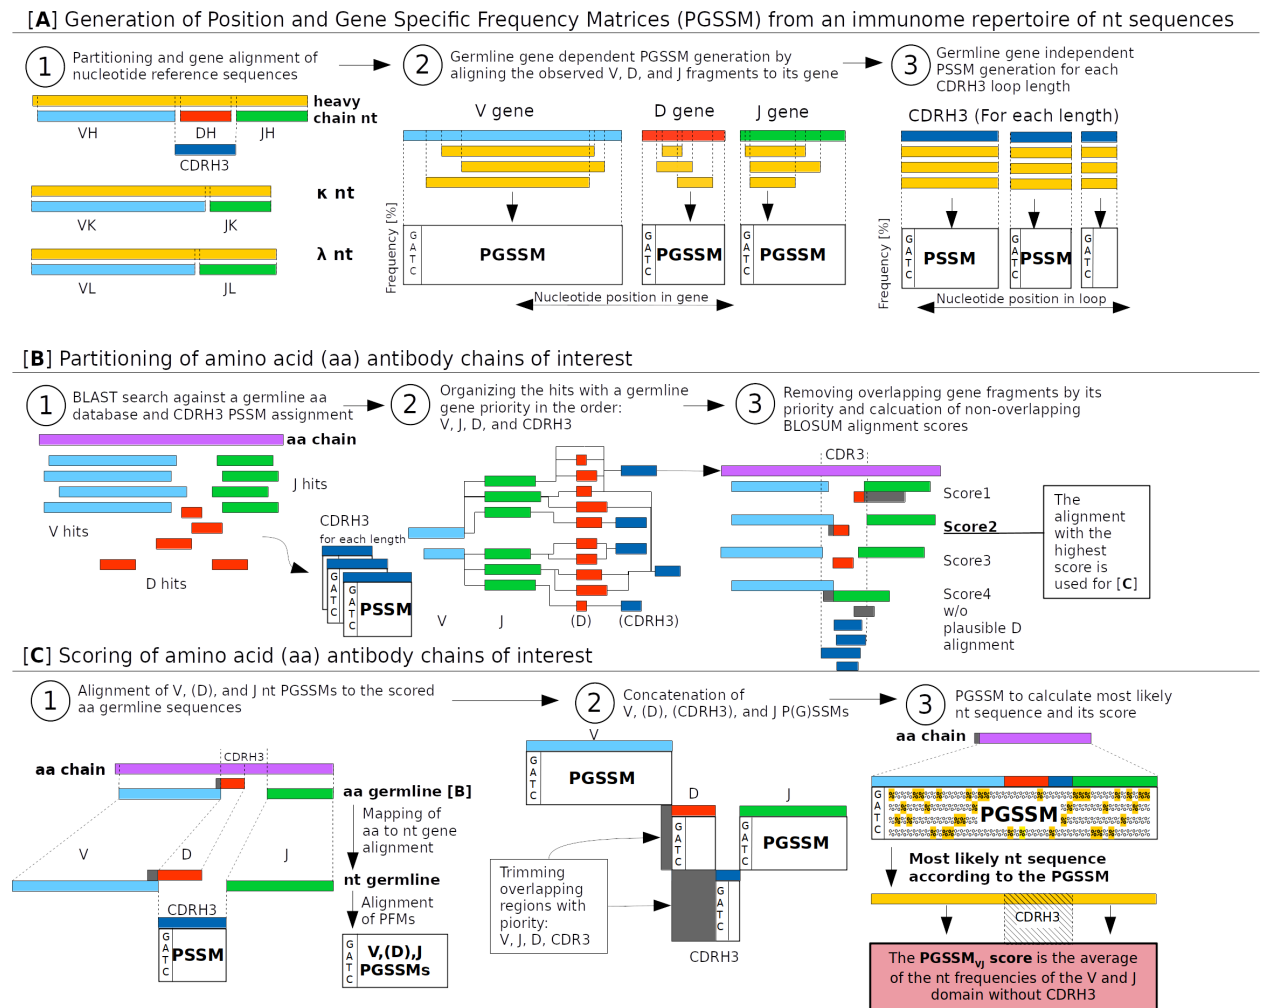 [A] Generation of Position and Gene Specific Frequency Matrices (PGSSM) from an immunome repertoire of nt sequences
1
Partitioning and gene alignment of
nucleotide reference sequences
2
Germline gene dependent PGSSM generation by
aligning the observed V, D, and J fragments to its gene
3
Germline gene independent
PSSM generation for each
CDRH3 loop length
heavy
chain nt
VH
DH
JH
CDRH3
κ nt
VK
JK
λ nt
VL
JL
V gene
D gene
J gene
Frequency [%]
G
A
T
C
PGSSM
G
A
T
C
PGSSM
G
A
T
C
PGSSM
Nucleotide position in gene
CDRH3 (For each length)
Frequency [%]
G
A
T
C
PSSM
G
A
T
C
PSSM
G
A
T
C
Nucleotide position in loop
[B] Partitioning of amino acid (aa) antibody chains of interest
1
BLAST search against a germline aa
database and CDRH3 PSSM assignment
2
Organizing the hits with a germline
gene priority in the order:
V, J, D, and CDRH3
3
Removing overlapping gene fragments by its
priority and calcuation of non-overlapping
BLOSUM alignment scores
aa chain
J hits
V hits
D hits
CDRH3
for each length
G
A
T
C
G
A
T
C
PSSM
V
J
(D)
(CDRH3)
CDR3
Score1
Score2
Score3
Score4
w/o
plausible D
alignment
The
alignment
with the
highest
score is
used for [C]
[C] Scoring of amino acid (aa) antibody chains of interest
1
Alignment of V, (D), and J nt PGSSMs to the scored
aa germline sequences
2
Concatenation of
V, (D), (CDRH3), and J P(G)SSMs
3
PGSSM to calculate most likely
nt sequence and its score
CDRH3
aa chain
aa germline [B]
Mapping of
aa to nt gene
alignment
V
D
J
nt germline
Alignment
of PFMs
CDRH3
G
A
T
C
PSSM
G
A
T
C
V,(D),J
PGSSMs
V
G
A
T
C
PGSSM
D
G
A
T
C
J
G
A
T
C
PGSSM
G
A
T
C
CDRH3
Trimming
overlapping
regions with
piority:
V, J, D, CDR3
aa chain
G
A
T
C
PGSSM
Most likely nt sequence
according to the PGSSM
CDRH3
The PGSSMVJ score is the average
of the nt frequencies of the V and J
domain without CDRH3